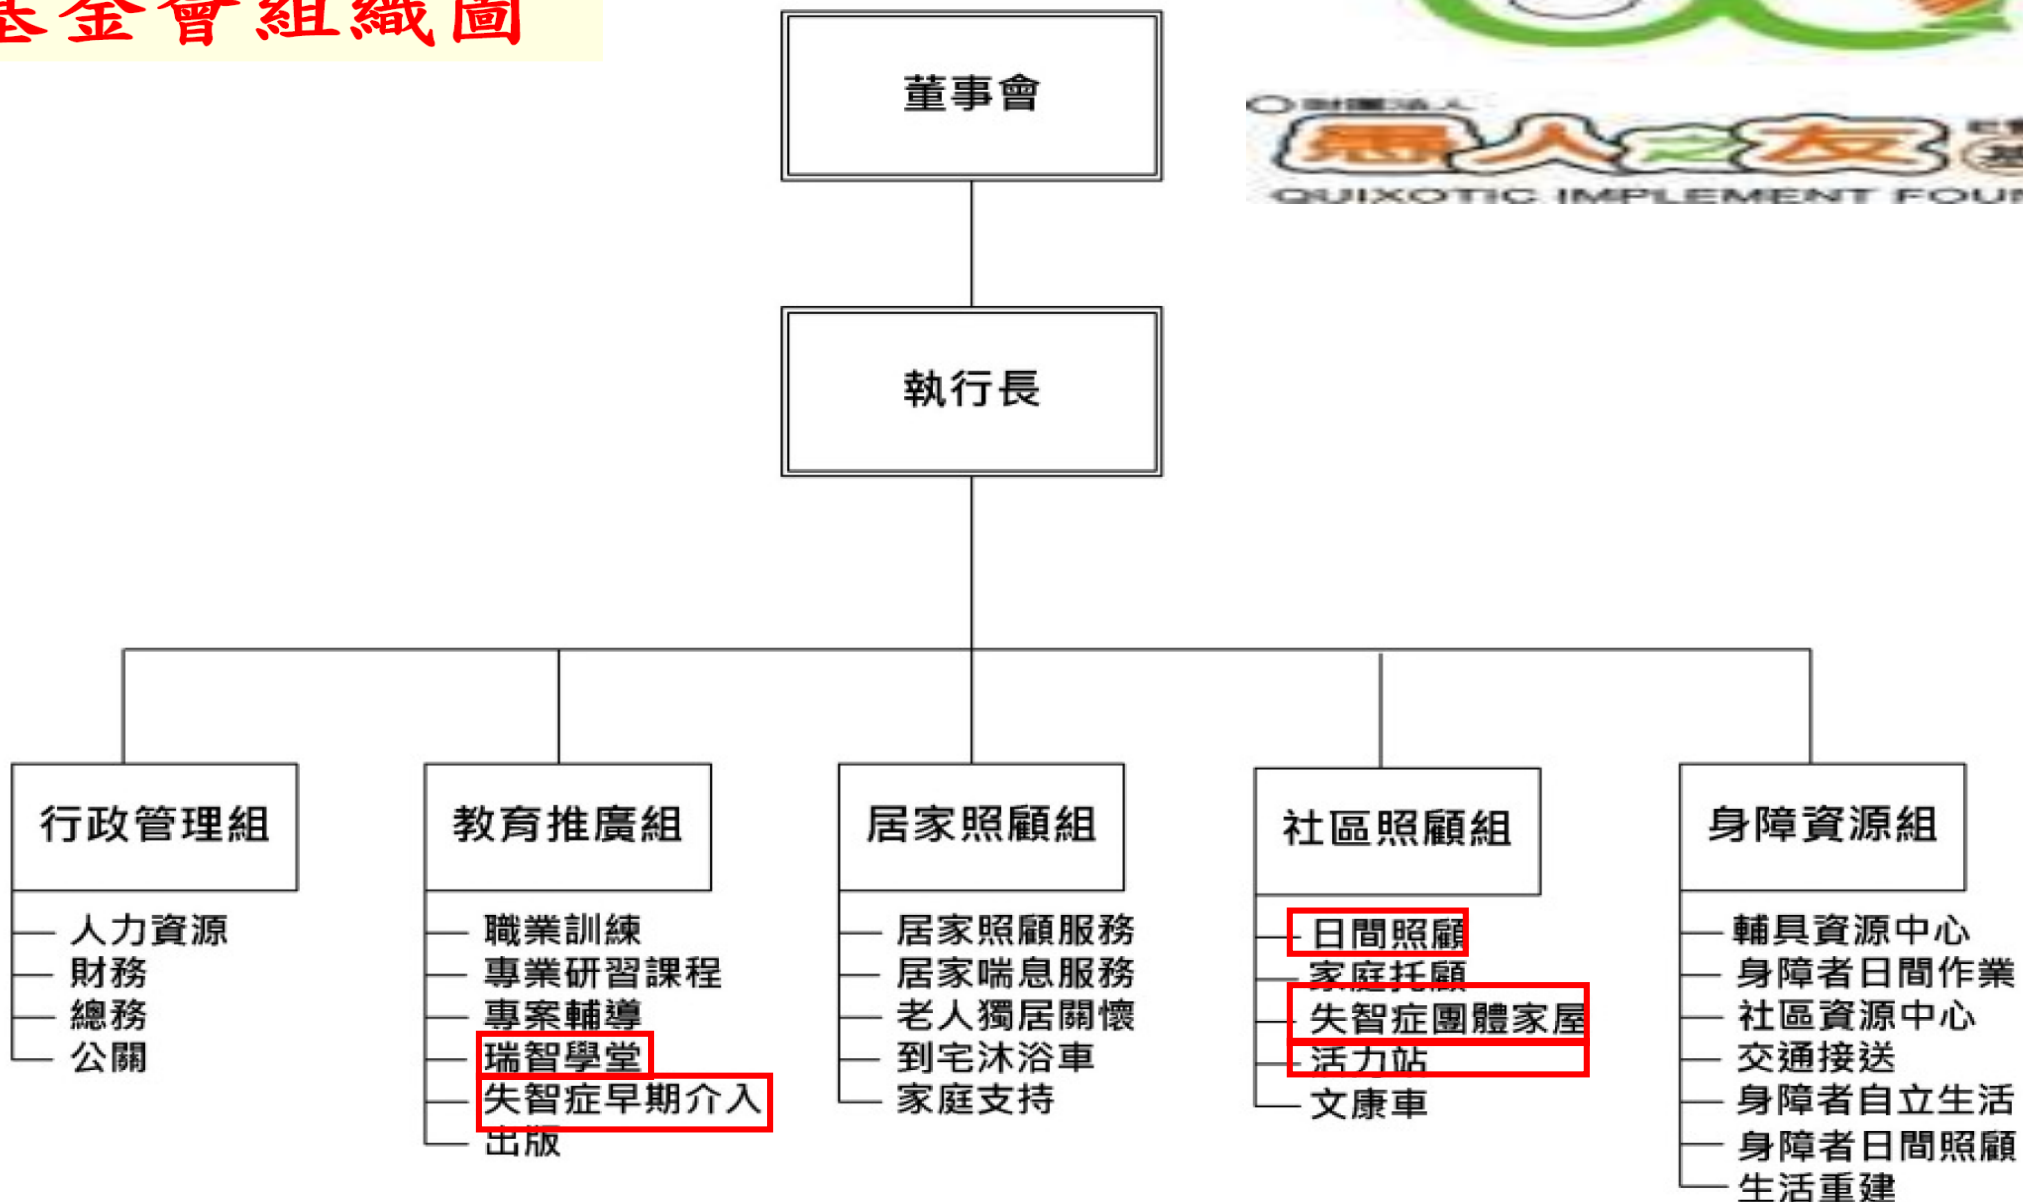 基金會組織圖
財團法人
愚人之友
QUIXOTIC IMPLEMENT FOUN
董事會
執行長
行政管理組
人力資源
財務
總務
公關
教育推廣組
職業訓練
專業研習課程
專案輔導
瑞智學堂
失智症早期介入
出版
居家照顧組
居家照顧服務
居家喘息服務
老人獨居關懷
到宅沐浴車
家庭支持
社區照顧組
日間照顧
家庭托顧
失智症團體家屋
活力站
文康車
身障資源組
輔具資源中心
身障者日間作業
社區資源中心
交通接送
身障者自立生活
身障者日間照顧
生活重建